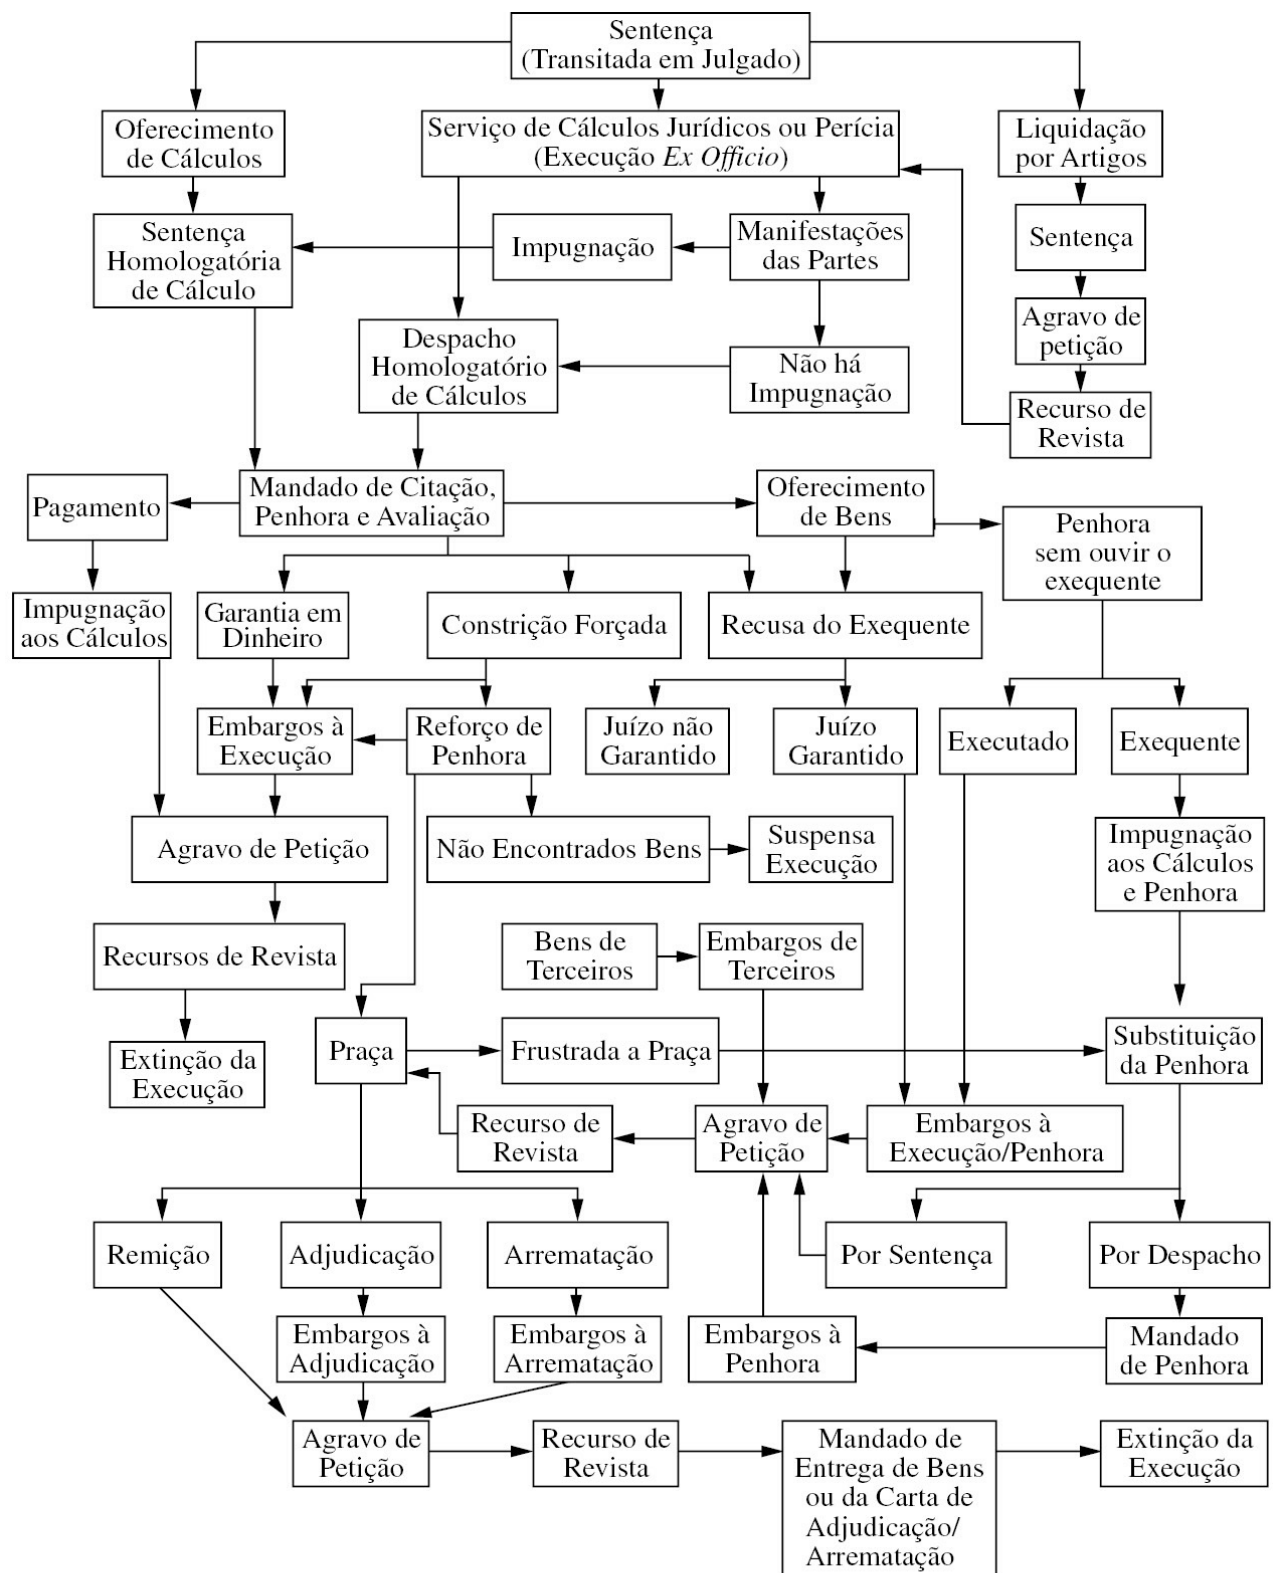 Sentença
(Transitada em Julgado)
Oferecimento
de Cálculos
Serviço de Cálculos Jurídicos ou Perícia
(Execução Ex Officio)
Liquidação
por Artigos
Sentença
Homologatória
de Cálculo
Impugnação
Manifestações
das Partes
Sentença
Despacho
Homologatório
de Cálculos
Não há
Impugnação
Agravo de
petição
Recurso de
Revista
Pagamento
Mandado de Citação,
Penhora e Avaliação
Oferecimento
de Bens
Penhora
sem ouvir o
exequente
Impugnação
aos Cálculos
Garantia em
Dinheiro
Constrição Forçada
Recusa do Exequente
Embargos à
Execução
Reforço de
Penhora
Juízo não
Garantido
Juízo
Garantido
Executado
Exequente
Agravo de Petição
Não Encontrados Bens
Suspensa
Execução
Impugnação
aos Cálculos
e Penhora
Recursos de Revista
Bens de
Terceiros
Embargos de
Terceiros
Extinção da
Execução
Praça
Frustrada a Praça
Substituição
da Penhora
Recurso de
Revista
Agravo de
Petição
Embargos à
Execução/Penhora
Remição
Adjudicação
Arrematação
Por Sentença
Por Despacho
Embargos à
Adjudicação
Embargos à
Arrematação
Embargos à
Penhora
Mandado
de Penhora
Agravo de
Petição
Recurso de
Revista
Mandado de
Entrega de Bens
ou da Carta de
Adjudicação/
Arrematação
Extinção da
Execução